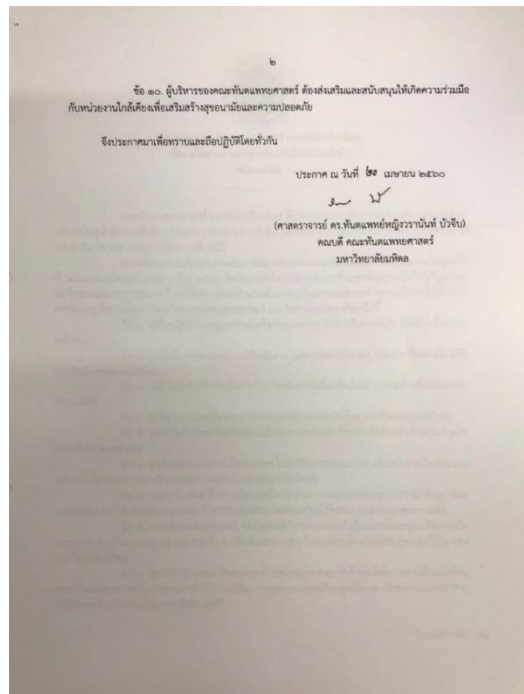 ๒
ข้อ ๑๐. ผู้บริหารของคณะทันตแพทยศาสตร์ ต้องส่งเสริมและสนับสนุนให้เกิดความร่วมมือ
กับหน่วยงานใกล้เคียงเพื่อเสริมสร้างสุขอนามัยและความปลอดภัย
จึงประกาศมาเพื่อทราบและถือปฏิบัติโดยทั่วกัน
ประกาศ ณ วันที่ ๒๐ เมษายน ๒๕๖๐
(ศาสตราจารย์ ดร.ทันตแพทย์หญิงวรานันท์ บัวจีบ)
คณบดี คณะทันตแพทยศาสตร์
มหาวิทยาลัยมหิดล